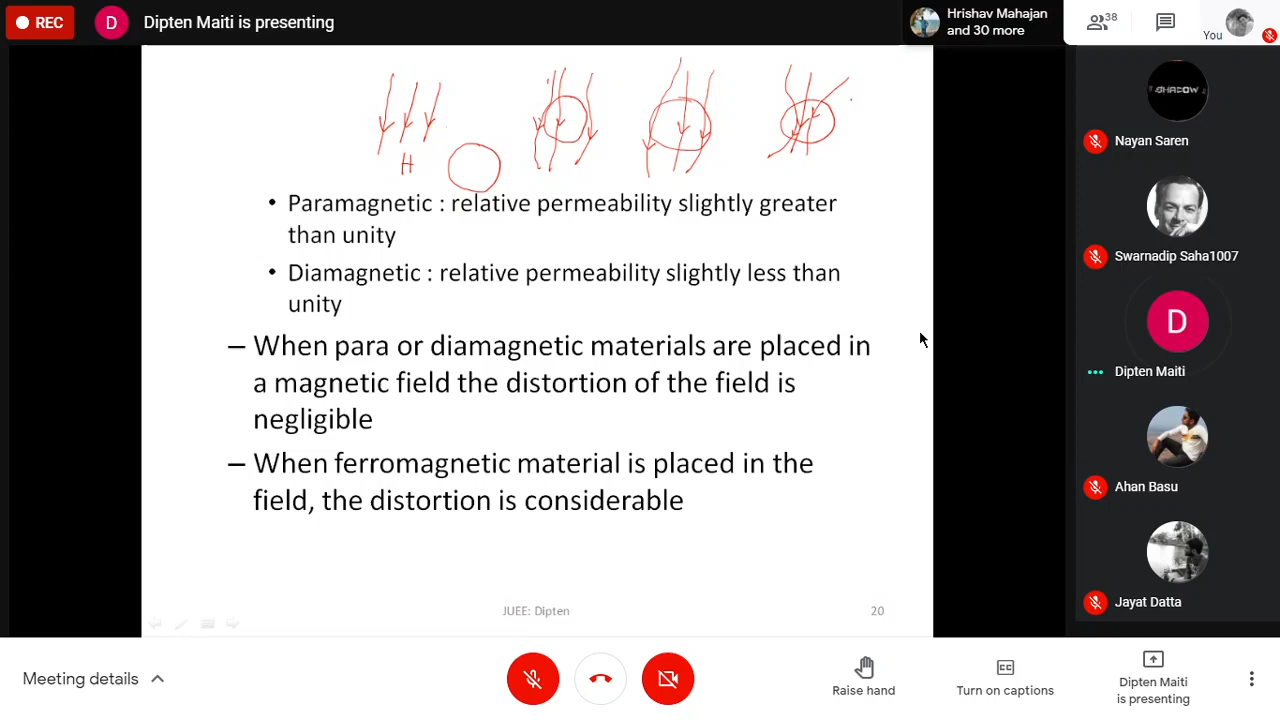 REC
D
Dipten Maiti is presenting
Hrishav Mahajan
and 30 more
38
You
H
• Paramagnetic : relative permeability slightly greater
than unity
• Diamagnetic : relative permeability slightly less than
unity
– When para or diamagnetic materials are placed in
a magnetic field the distortion of the field is
negligible
– When ferromagnetic material is placed in the
field, the distortion is considerable
JUEE: Dipten
20
SHADOW
Nayan Saren
Swarnadip Saha1007
D
Dipten Maiti
Ahan Basu
Jayat Datta
Meeting details
Raise hand
Turn on captions
Dipten Maiti
is presenting